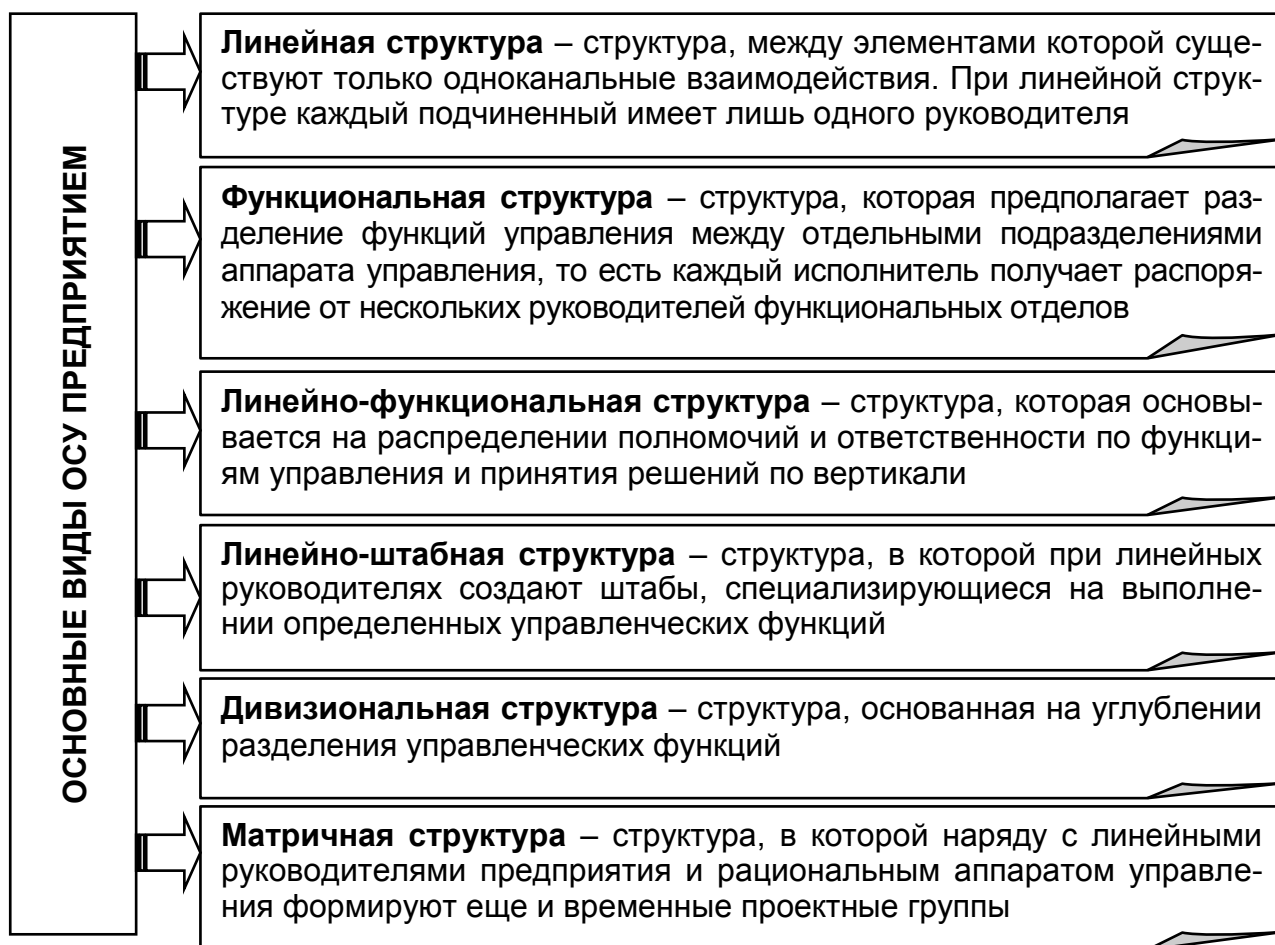 ОСНОВНЫЕ ВИДЫ ОСУ ПРЕДПРИЯТИЕМ
Линейная структура – структура, между элементами которой суще-
ствуют только одноканальные взаимодействия. При линейной струк-
туре каждый подчиненный имеет лишь одного руководителя
Функциональная структура – структура, которая предполагает раз-
деление функций управления между отдельными подразделениями
аппарата управления, то есть каждый исполнитель получает распоря-
жение от нескольких руководителей функциональных отделов
Линейно-функциональная структура – структура, которая основы-
вается на распределении полномочий и ответственности по функци-
ям управления и принятия решений по вертикали
Линейно-штабная структура – структура, в которой при линейных
руководителях создают штабы, специализирующиеся на выполне-
нии определенных управленческих функций
Дивизиональная структура – структура, основанная на углублении
разделения управленческих функций
Матричная структура – структура, в которой наряду с линейными
руководителями предприятия и рациональным аппаратом управле-
ния формируют еще и временные проектные группы